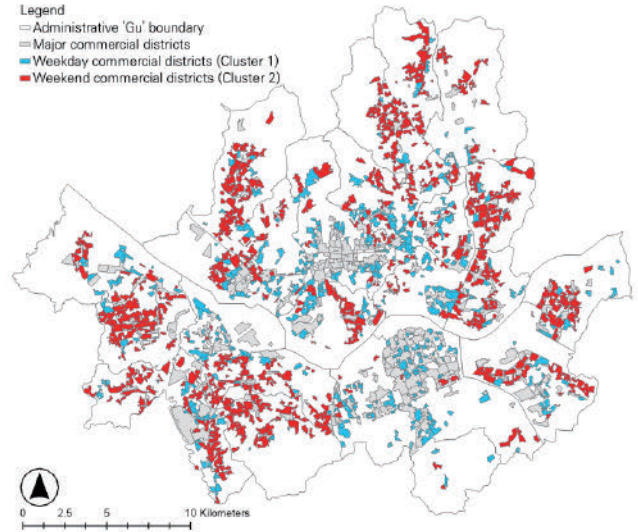 Legend
Administrative 'Gu' boundary
Major commercial districts
Weekday commercial districts (Cluster 1)
Weekend commercial districts (Cluster 2)
0 2.5 5 10 Kilometers